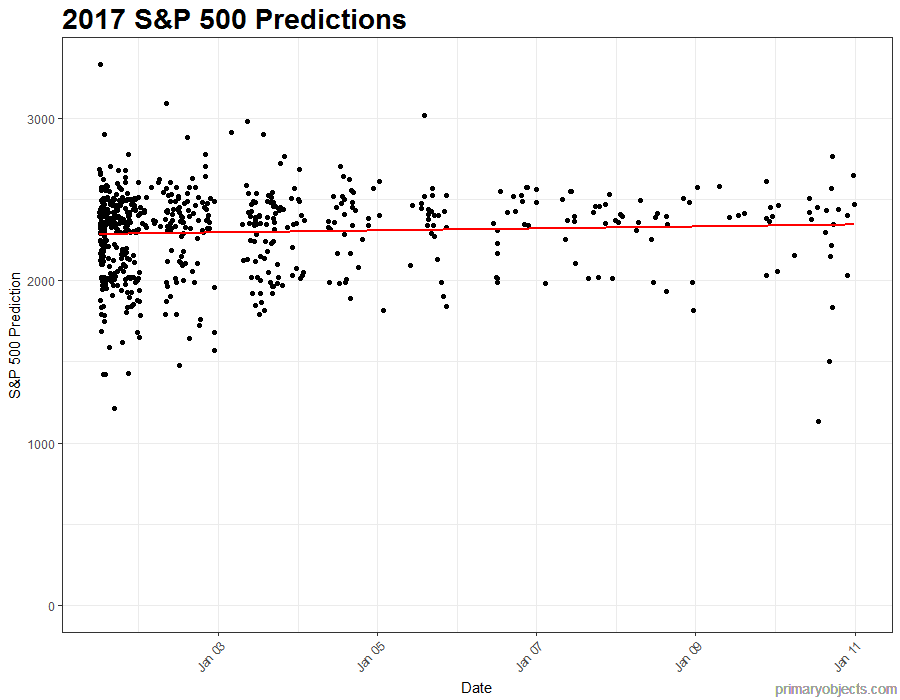 2017 S&P 500 Predictions
S&P 500 Prediction
3000
2000
1000
0
Jan 03
Jan 05
Jan 07
Jan 09
Jan 11
Date
primaryobjects.com